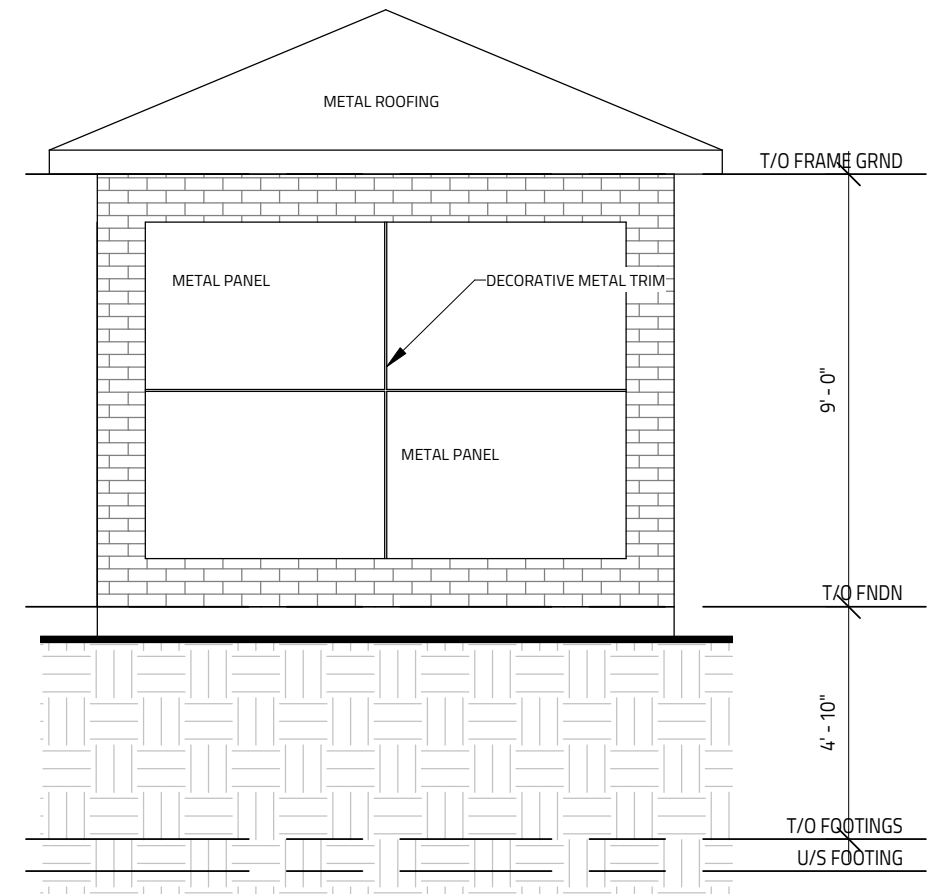 METAL ROOFING
T/O FRAME GRND
METAL PANEL
DECORATIVE METAL TRIM
9' - 0"
METAL PANEL
T/O FNDN
4' - 10"
T/O FOOTINGS
U/S FOOTING